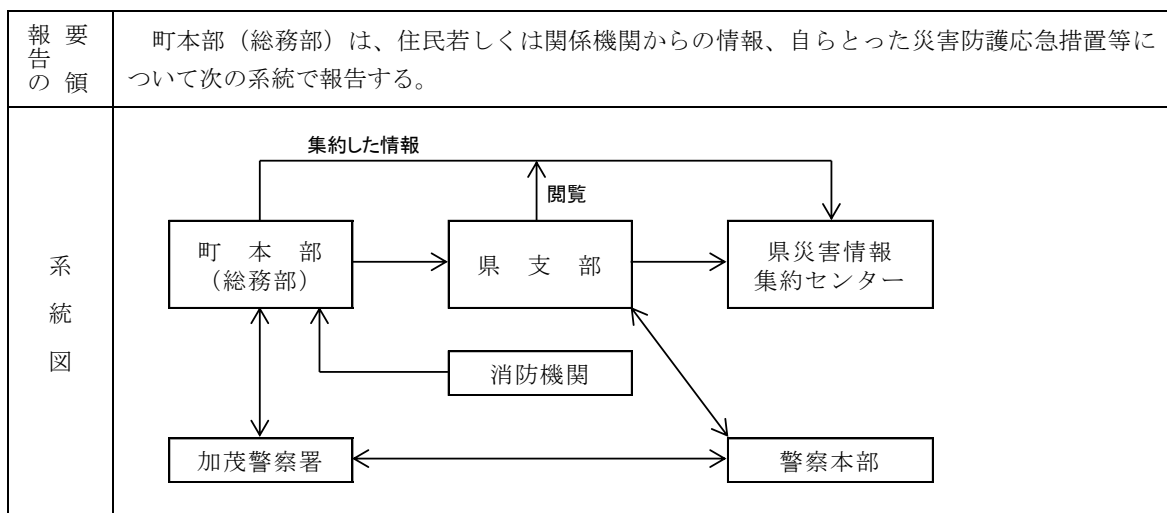 報告の要領
町本部（総務部）は、住民若しくは関係機関からの情報、自らとった災害防護応急措置等に
ついて次の系統で報告する。
系統図
集約した情報
閲覧
町本部
（総務部）
県支部
県災害情報
集約センター
消防機関
加茂警察署
警察本部